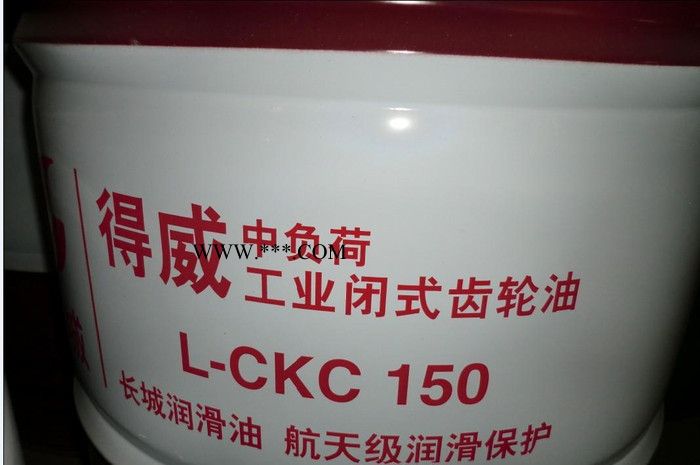 得威 中负荷
工业闭式齿轮油
WWW.***.COM
L-CKC 150
长城润滑油 航天级润滑保护